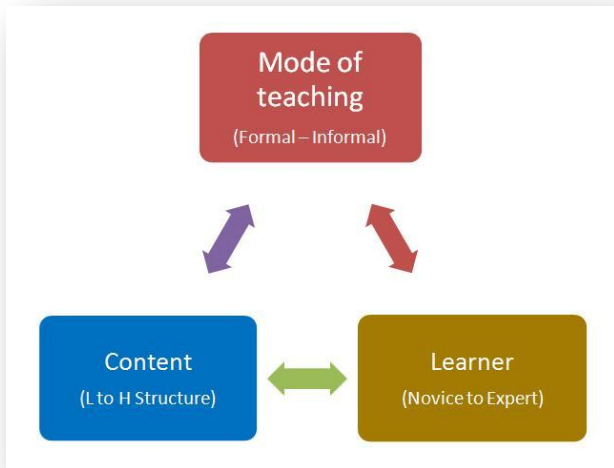 Mode of
teaching
(Formal – Informal)
Content
(L to H Structure)
Learner
(Novice to Expert)